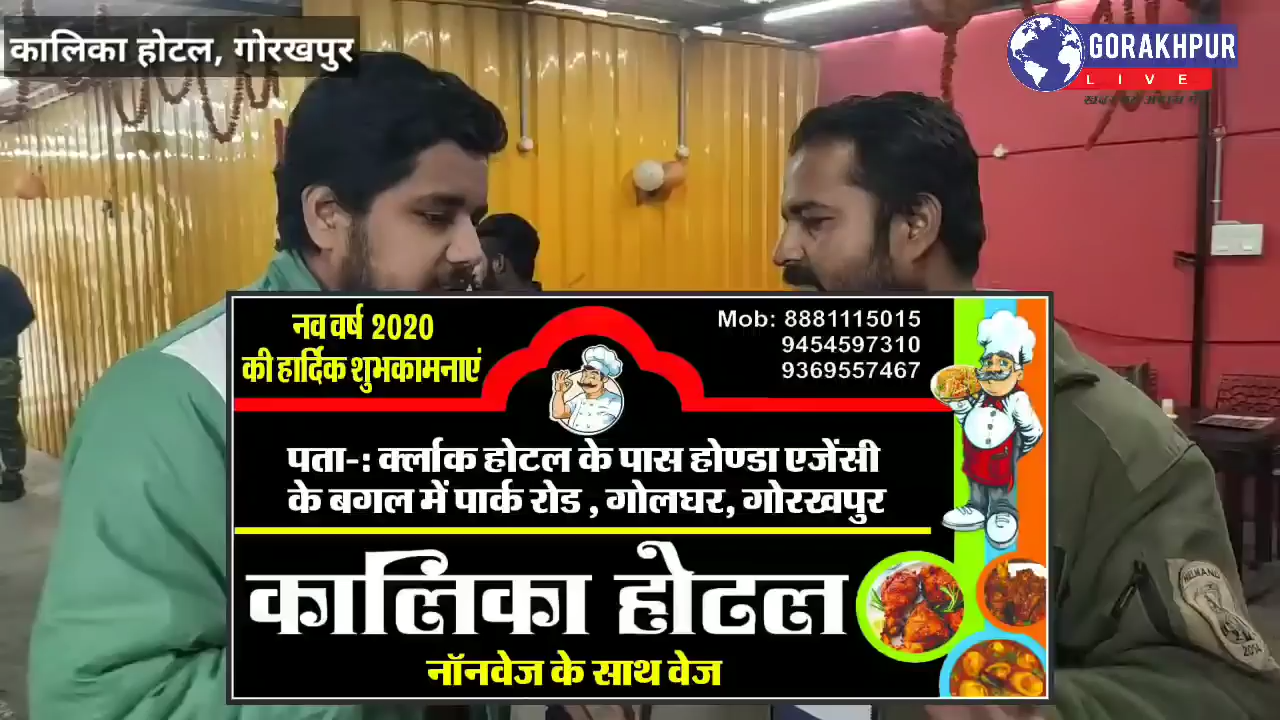 कालिका होटल, गोरखपुर
GORAKHPUR
LIVE
नव वर्ष 2020
की हार्दिक शुभकामनाएं
Mob: 8881115015
9454597310
9369557467
पता-: क्र्लाक होटल के पास होण्डा एजेंसी
के बगल में पार्क रोड , गोलघर, गोरखपुर
कालिका होटल
नॉनवेज के साथ वेज
2014